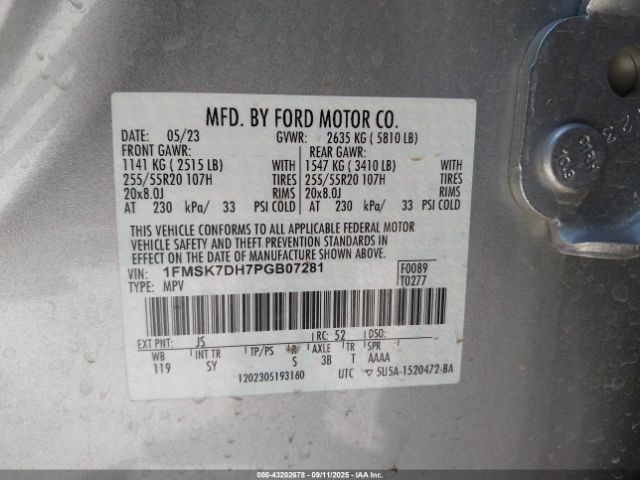 MFD. BY FORD MOTOR CO.
DATE: 05/23 GVWR: 2635 KG ( 5810 LB)
FRONT GAWR: REAR GAWR:
1141 KG ( 2515 LB) WITH 1547 KG ( 3410 LB) WITH
255/55R20 107H TIRES 255/55R20 107H TIRES
20x8.0J RIMS 20x8.0J RIMS
AT 230 kPa/ 33 PSI COLD AT 230 kPa/ 33 PSI COLD
THIS VEHICLE CONFORMS TO ALL APPLICABLE FEDERAL MOTOR
VEHICLE SAFETY AND THEFT PREVENTION STANDARDS IN
EFFECT ON THE DATE OF MANUFACTURE SHOWN ABOVE.
VIN: 1FMSK7DH7PGB07281 F0089
TYPE: MPV T0277
EXT PNT: JS RC: 52 DSO:
WB INT TR TP/PS R AXLE TR SPR
119 SY S 3B T AAAA
1202305193160 UTC 5USA-1520472-BA
000-43202678 - 09/11/2025 - IAAI.COM